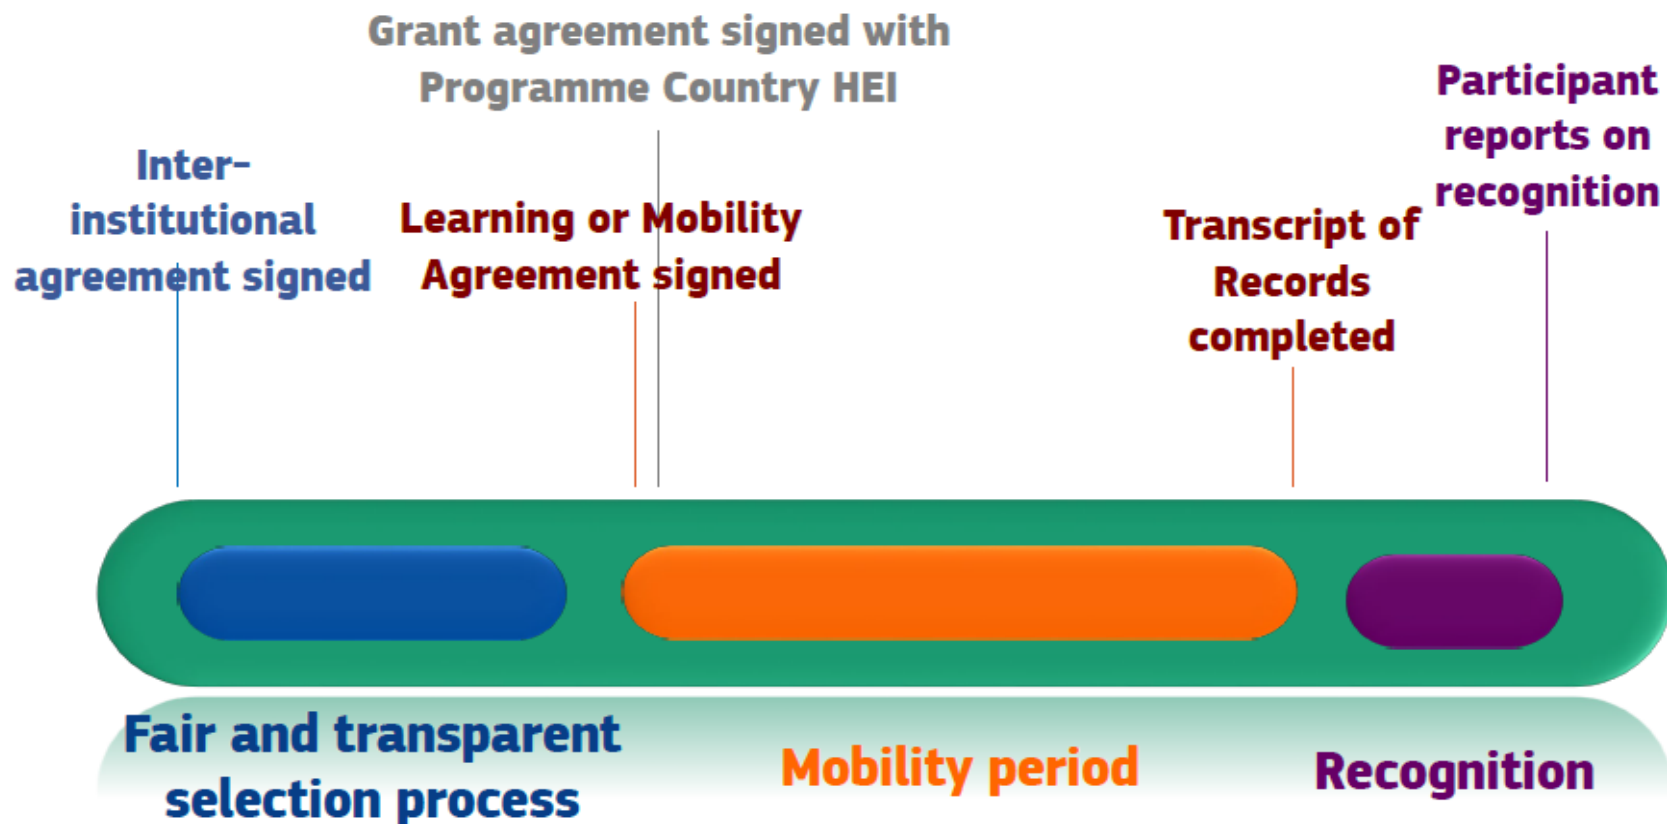 Grant agreement signed with
Programme Country HEI
Inter-
institutional
agreement signed
Learning or Mobility
Agreement signed
Transcript of
Records
completed
Participant
reports on
recognition
Fair and transparent
selection process
Mobility period
Recognition